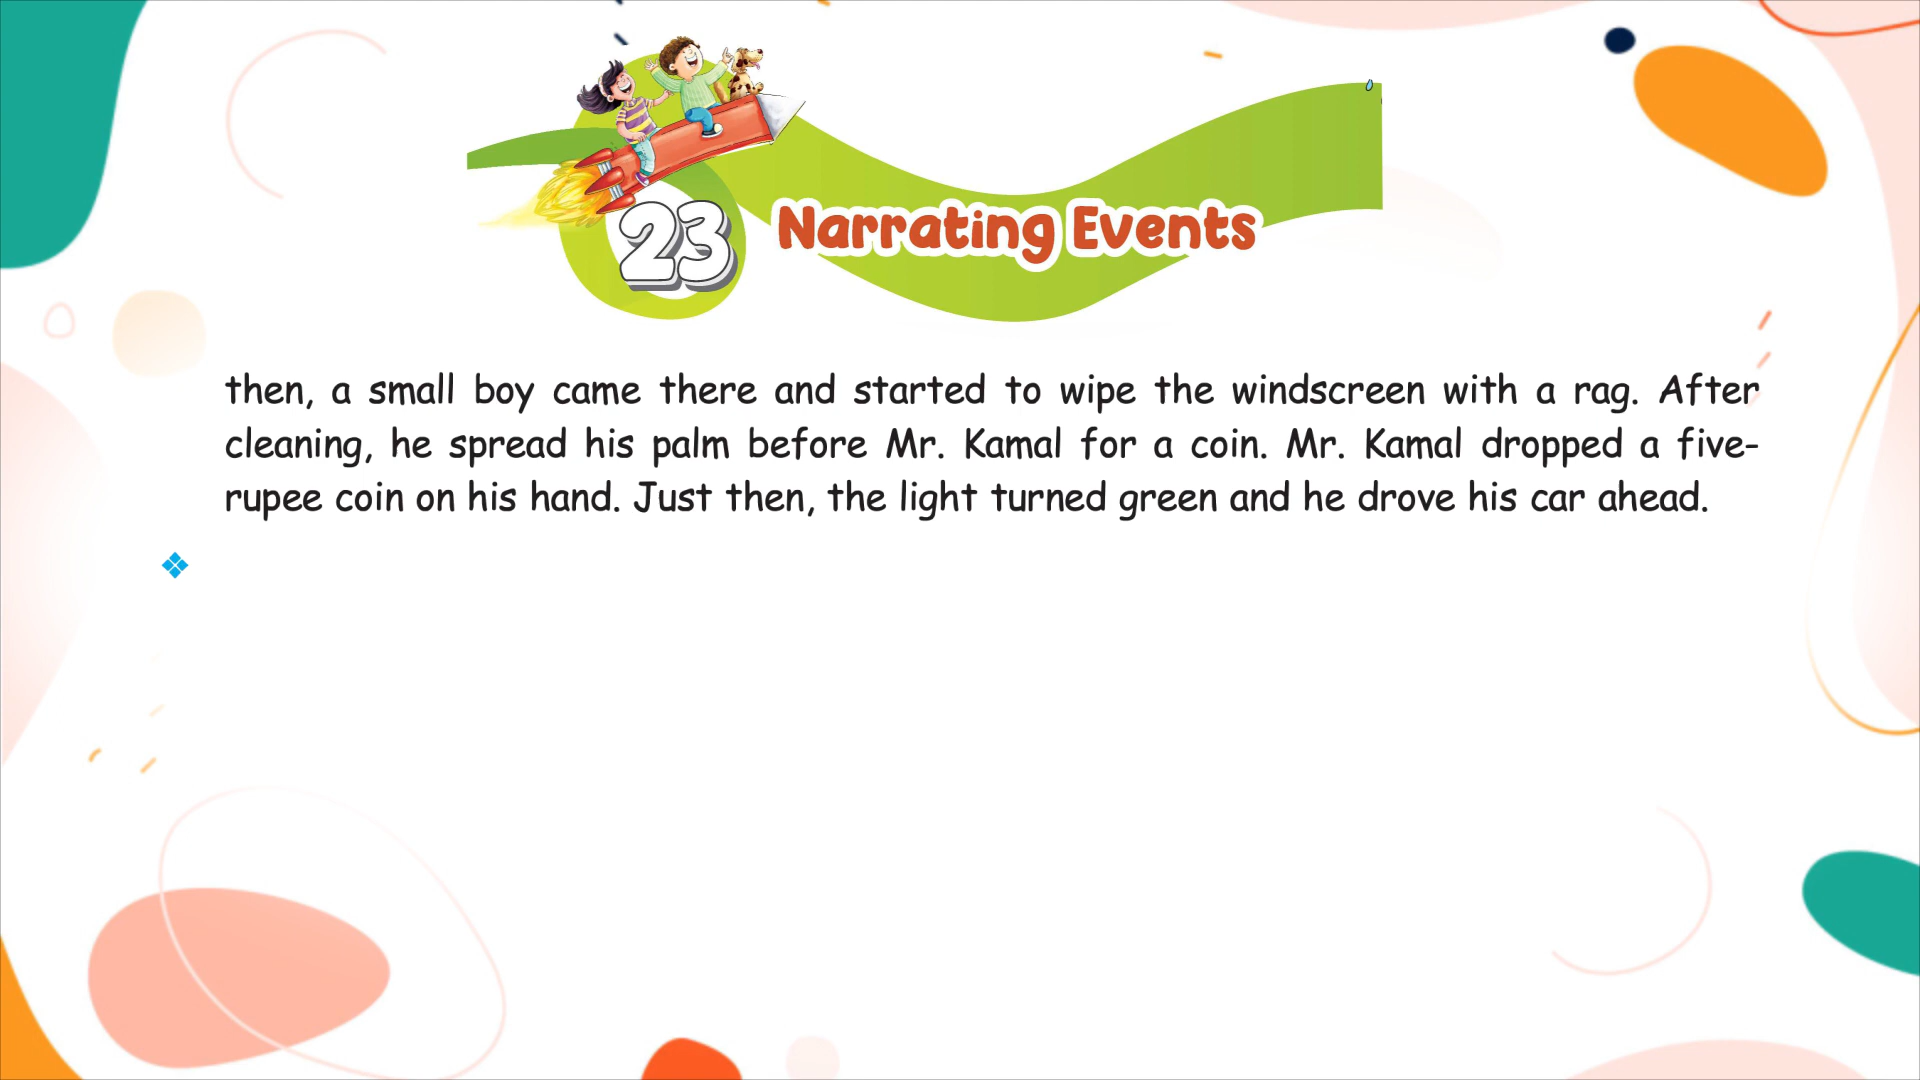 23 Narrating Events
then, a small boy came there and started to wipe the windscreen with a rag. After
cleaning, he spread his palm before Mr. Kamal for a coin. Mr. Kamal dropped a five-
rupee coin on his hand. Just then, the light turned green and he drove his car ahead.